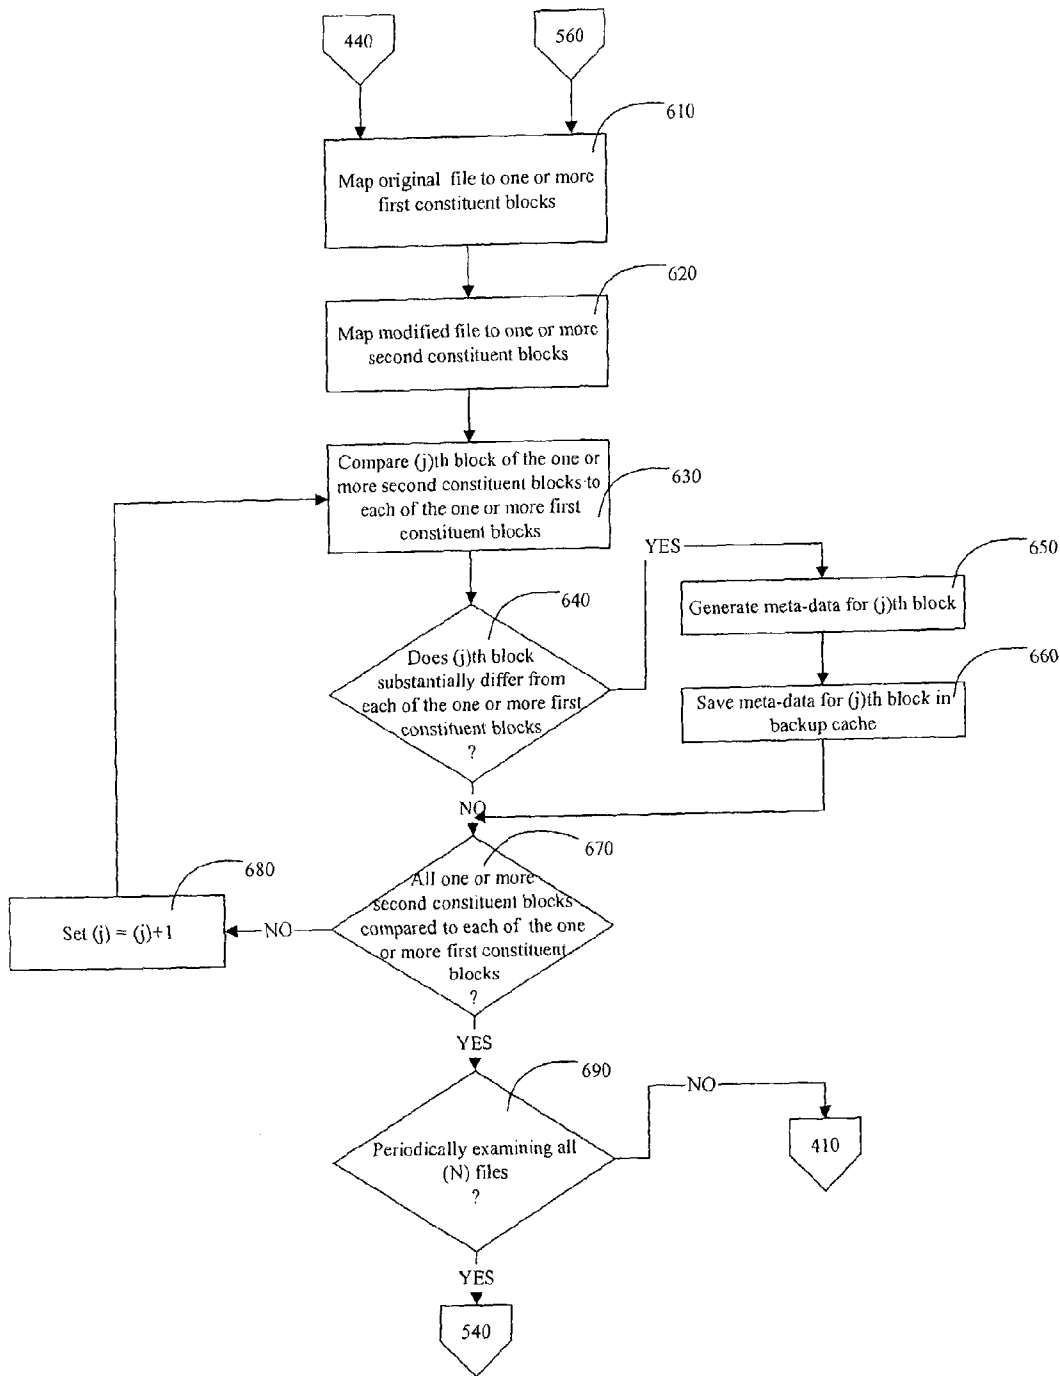 440
560
610
Map original file to one or more
first constituent blocks
620
Map modified file to one or more
second constituent blocks
Compare (j)th block of the one or
more second constituent blocks to
each of the one or more first
constituent blocks
630
YES
650
Generate meta-data for (j)th block
640
Does (j)th block
substantially differ from
each of the one or more first
constituent blocks
?
660
Save meta-data for (j)th block in
backup cache
NO
670
All one or more
second constituent blocks
compared to each of the one
or more first constituent
blocks
?
680
Set (j) = (j)+1
NO
YES
690
Periodically examining all
(N) files
?
NO
410
YES
540